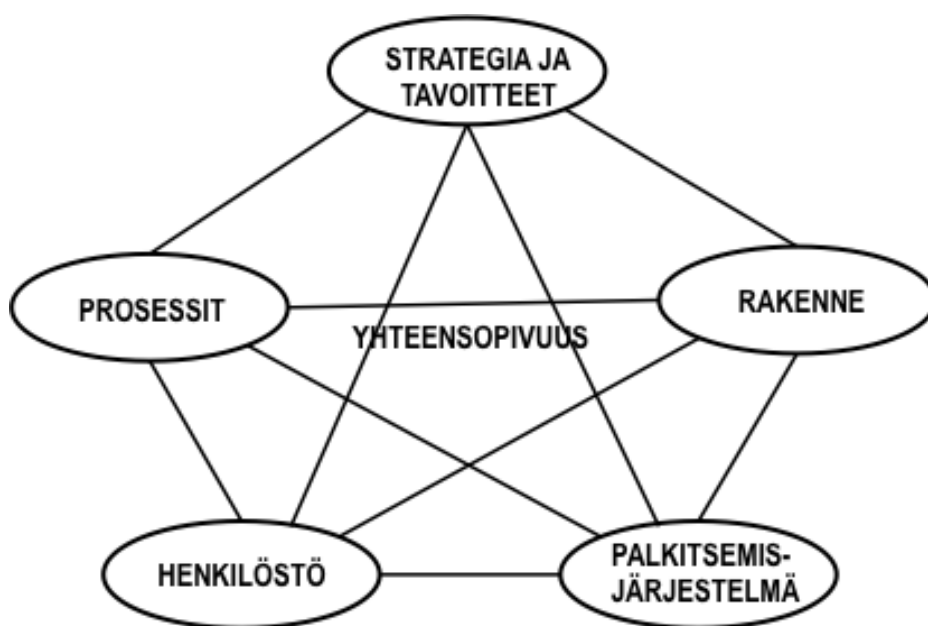 STRATEGIA JA
TAVOITTEET
PROSESSIT
RAKENNE
YHTEENSOPIVUUS
HENKILÖSTÖ
PALKITSEMIS-
JÄRJESTELMÄ